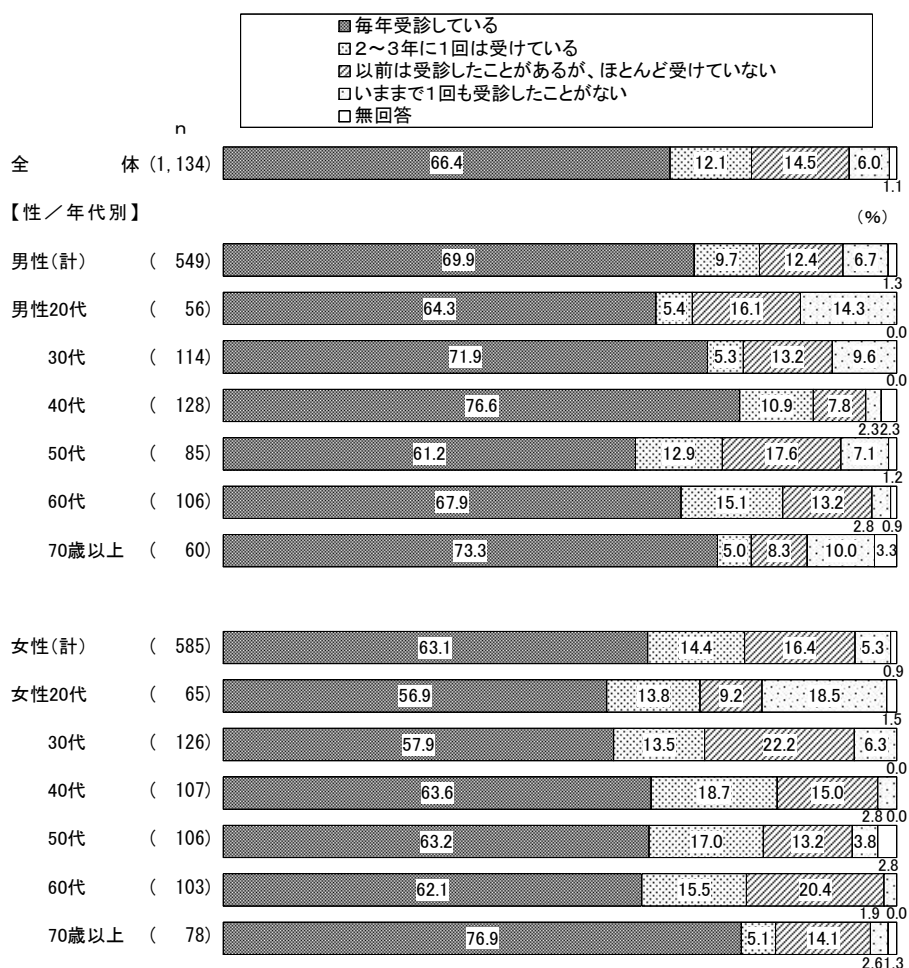 毎年受診している
２～３年に１回は受けている
以前は受診したことがあるが、ほとんど受けていない
いままで１回も受診したことがない
無回答
n
全体 (1,134) 66.4 12.1 14.5 6.0 1.1
【性／年代別】 (%)
男性(計) ( 549) 69.9 9.7 12.4 6.7 1.3
男性20代 ( 56) 64.3 5.4 16.1 14.3 0.0
30代 ( 114) 71.9 5.3 13.2 9.6 0.0
40代 ( 128) 76.6 10.9 7.8 2.3 2.3
50代 ( 85) 61.2 12.9 17.6 7.1 1.2
60代 ( 106) 67.9 15.1 13.2 2.8 0.9
70歳以上 ( 60) 73.3 5.0 8.3 10.0 3.3
女性(計) ( 585) 63.1 14.4 16.4 5.3 0.9
女性20代 ( 65) 56.9 13.8 9.2 18.5 1.5
30代 ( 126) 57.9 13.5 22.2 6.3 0.0
40代 ( 107) 63.6 18.7 15.0 2.8 0.0
50代 ( 106) 63.2 17.0 13.2 3.8 2.8
60代 ( 103) 62.1 15.5 20.4 1.9 0.0
70歳以上 ( 78) 76.9 5.1 14.1 2.6 1.3